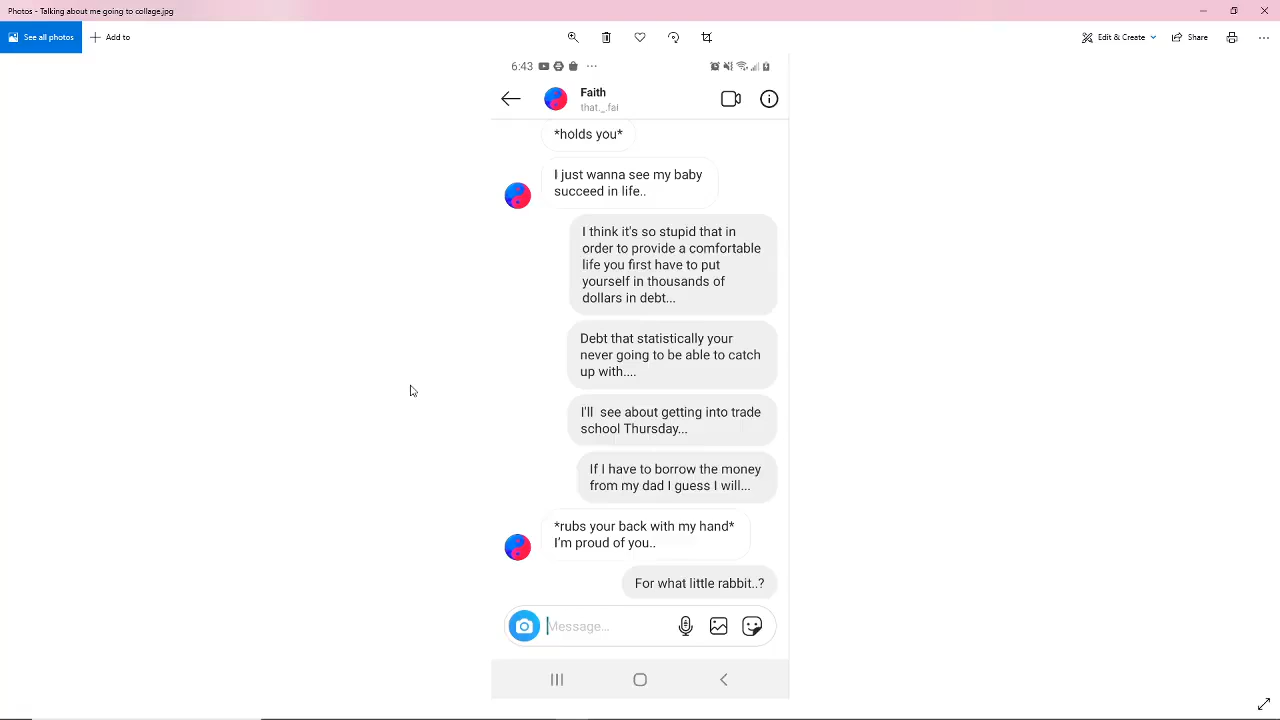 Photos - Talking about me going to collage.jpg
See all photos
Add to
Edit & Create
Share
6:43
Faith
that._.fai
*holds you*
I just wanna see my baby
succeed in life..
I think it's so stupid that in
order to provide a comfortable
life you first have to put
yourself in thousands of
dollars in debt...
Debt that statistically your
never going to be able to catch
up with....
I'll  see about getting into trade
school Thursday...
If I have to borrow the money
from my dad I guess I will...
*rubs your back with my hand*
I'm proud of you..
For what little rabbit..?
Message...